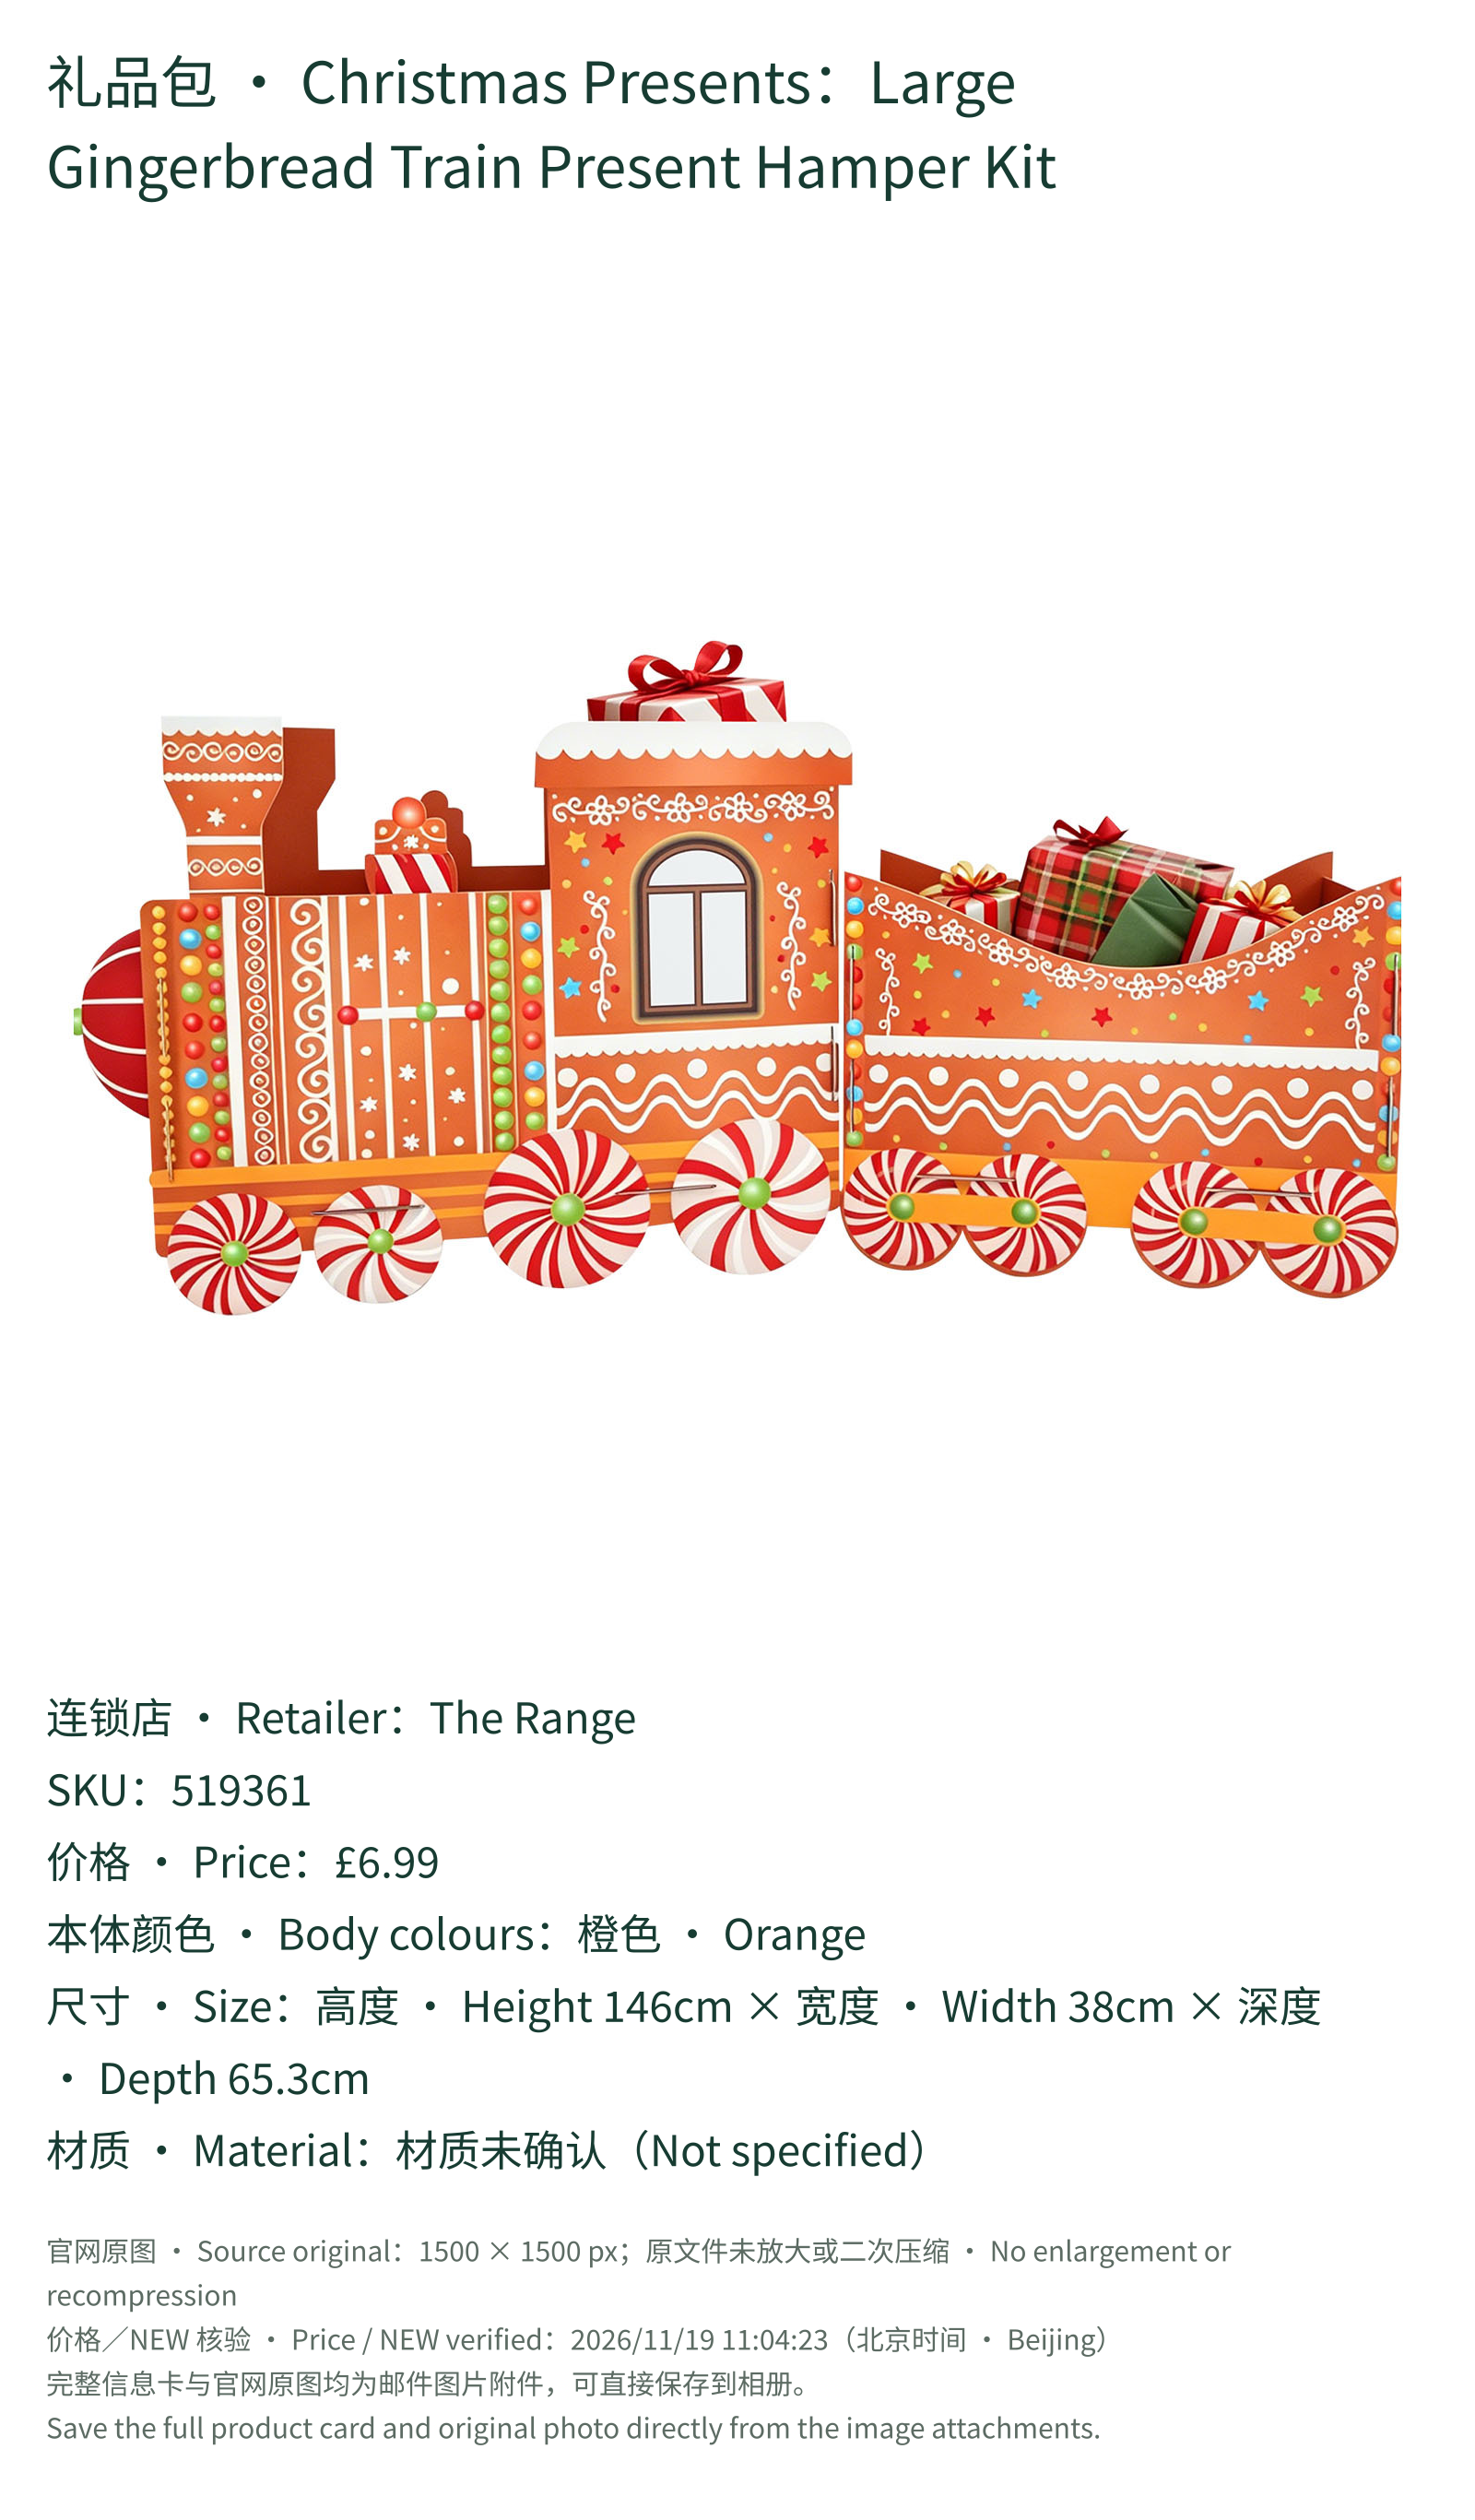 礼品包 · Christmas Presents：Large
Gingerbread Train Present Hamper Kit
连锁店 · Retailer：The Range
SKU：519361
价格 · Price：£6.99
本体颜色 · Body colours：橙色 · Orange
尺寸 · Size：高度 · Height 146cm × 宽度 · Width 38cm × 深度
· Depth 65.3cm
材质 · Material：材质未确认（Not specified）
官网原图 · Source original：1500 × 1500 px；原文件未放大或二次压缩 · No enlargement or
recompression
价格／NEW 核验 · Price / NEW verified：2026/11/19 11:04:23（北京时间 · Beijing）
完整信息卡与官网原图均为邮件图片附件，可直接保存到相册。
Save the full product card and original photo directly from the image attachments.